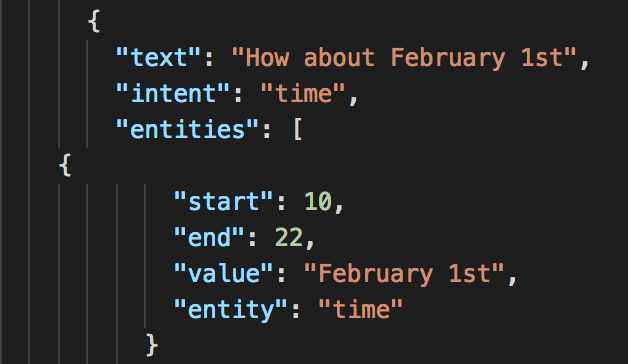 {
"text": "How about February 1st",
"intent": "time",
"entities": [
{
"start": 10,
"end": 22,
"value": "February 1st",
"entity": "time"
}